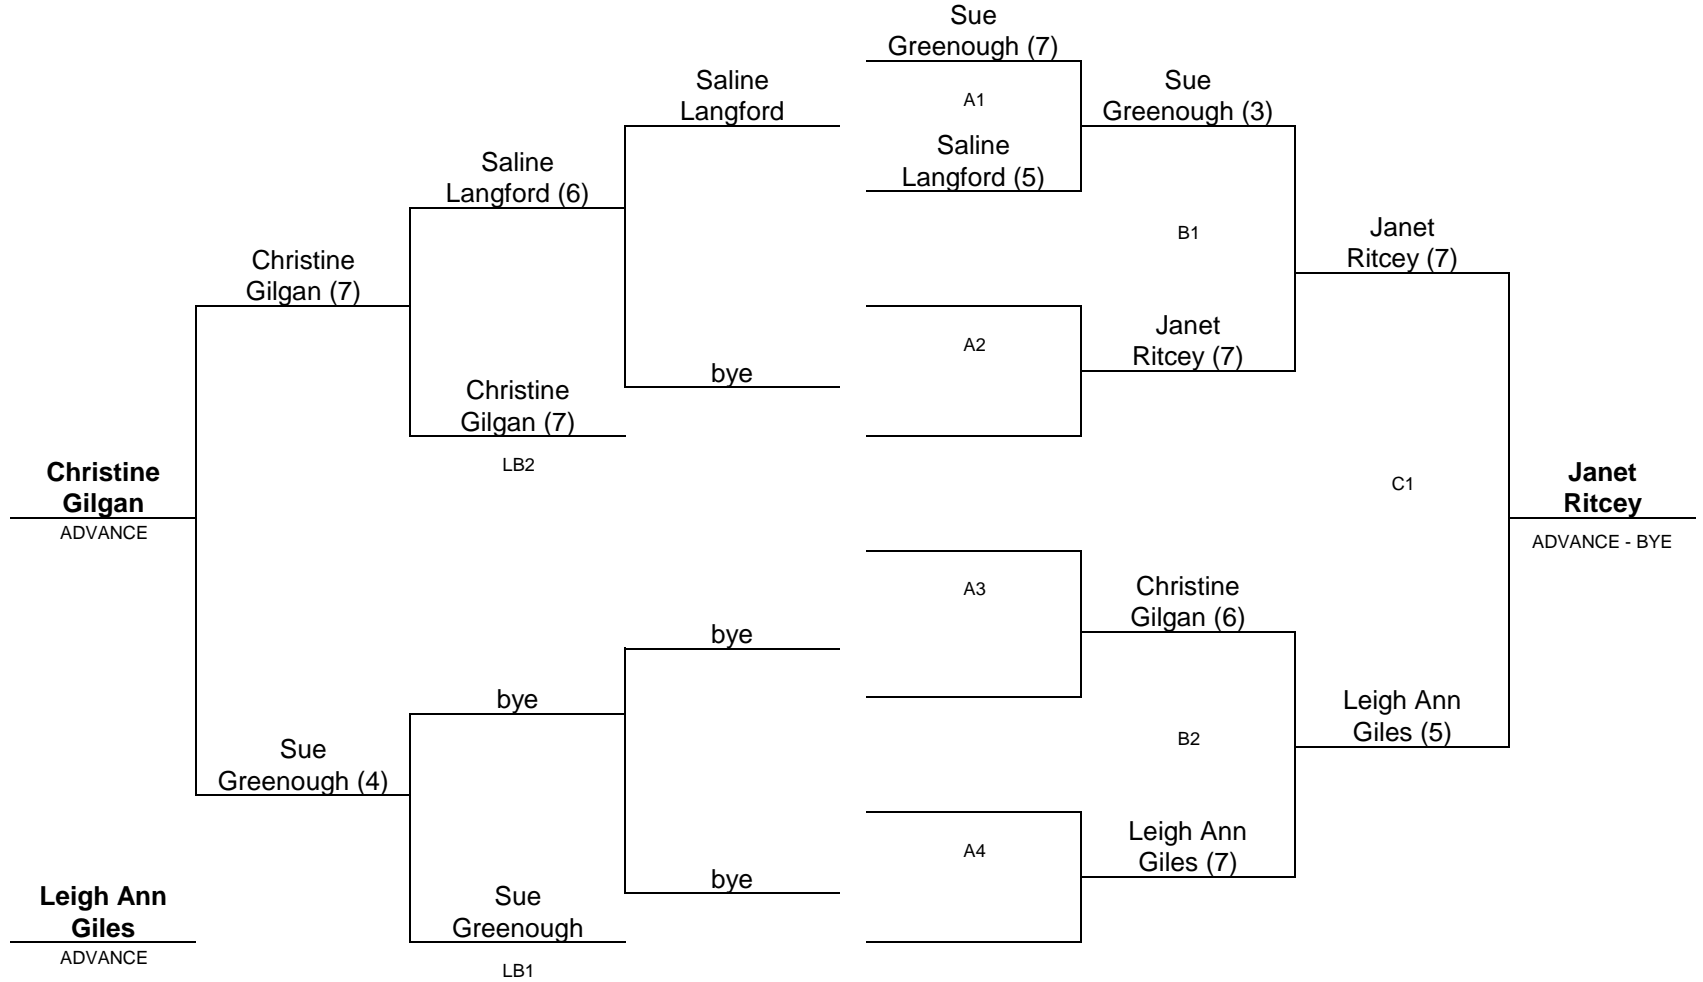 Sue
Greenough (7)
Saline
Langford
A1
Sue
Greenough (3)
Saline
Langford (5)
Saline
Langford (6)
B1
Janet
Ritcey (7)
Christine
Gilgan (7)
A2
Janet
Ritcey (7)
bye
Christine
Gilgan (7)
LB2
Christine
Gilgan
ADVANCE
C1
Janet
Ritcey
ADVANCE - BYE
A3
Christine
Gilgan (6)
bye
bye
Leigh Ann
Giles (5)
B2
Sue
Greenough (4)
A4
Leigh Ann
Giles (7)
bye
Sue
Greenough
LB1
Leigh Ann
Giles
ADVANCE